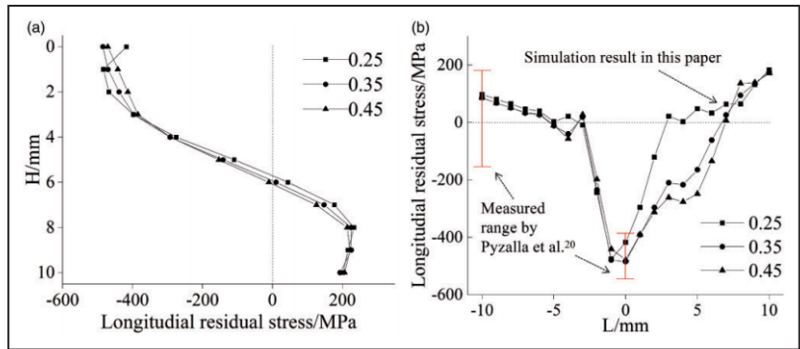 (a)
0
2
4
6
8
10
H/mm
-600
-400
-200
0
200
Longitudial residual stress/MPa
0.25
0.35
0.45
(b)
200
0
-200
-400
-600
Longitudial residual stress/MPa
-10
-5
0
5
10
L/mm
Simulation result in this paper
Measured
range by
Pyzalla et al.20
0.25
0.35
0.45